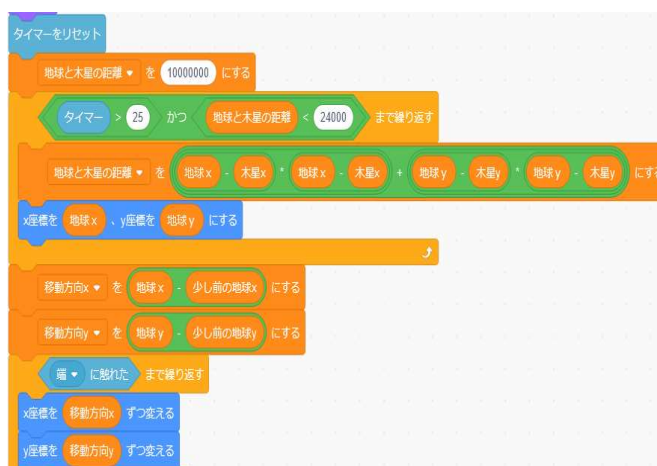 タイマーをリセット
地球と木星の距離 を 10000000 にする
タイマー > 25 かつ 地球と木星の距離 < 24000 まで繰り返す
地球と木星の距離 を 地球x - 木星x * 地球x - 木星x + 地球y - 木星y * 地球y - 木星y にする
x座標を 地球x 、y座標を 地球y にする
移動方向x を 地球x - 少し前の地球x にする
移動方向y を 地球y - 少し前の地球y にする
端 に触れた まで繰り返す
x座標を 移動方向x ずつ変える
y座標を 移動方向y ずつ変える